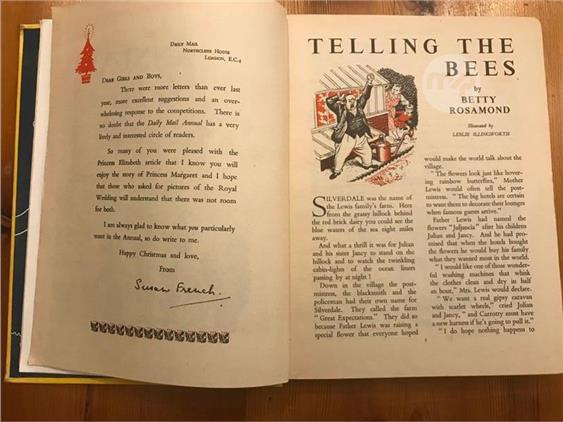 DAILY MAIL
NORTHCLIFFE HOUSE
LONDON, E.C.4
DEAR GIRLS AND BOYS,
There were more letters than ever last
year, more excellent suggestions and an over-
whelming response to the competitions. There is
no doubt that the Daily Mail Annual has a very
lively and interested circle of readers.
So many of you were pleased with the
Princess Elizabeth article that I know you will
enjoy the story of Princess Margaret and I hope
that those who asked for pictures of the Royal
Wedding will understand that there was not room
for both.
I am always glad to know what you particularly
want in the Annual, so do write to me.
Happy Christmas and love,
From
Susan French.
TELLING THE
BEES
by
BETTY
ROSAMOND
Illustrated by
LESLIE ILLINGWORTH
SILVERDALE was the name of
the Lewis family's farm. Here
from the grassy hillock behind
the red brick dairy you could see the
blue waters of the sea eight miles
away.
And what a thrill it was for Julian
and his sister Jancy to stand on the
hillock and to watch the twinkling
cabin-lights of the ocean liners
passing by at night!
Down in the village the post-
mistress, the blacksmith and the
policeman had their own name for
Silverdale. They called the farm
"Great Expectations." They did so
because Father Lewis was raising a
special flower that everyone hoped
would make the world talk about the
village.
"The flowers look just like hover-
ing rainbow butterflies," Mother
Lewis would often tell the post-
mistress. "The big hotels are certain
to want them to decorate their lounges
when famous guests arrive."
Father Lewis had named the
flowers "Juljancia" after his children
Julian and Jancy. And he had pro-
mised that when the hotels bought
the flowers he would buy his family
what they wanted most in the world.
"I would like one of those wonder-
ful washing machines that whisk
the clothes clean and dry in half
an hour," Mrs. Lewis would declare.
"We want a real gipsy caravan
with scarlet wheels," cried Julian
and Jancy, "and Carrotty must have
a new harness if he's going to pull it."
"I do hope nothing happens to